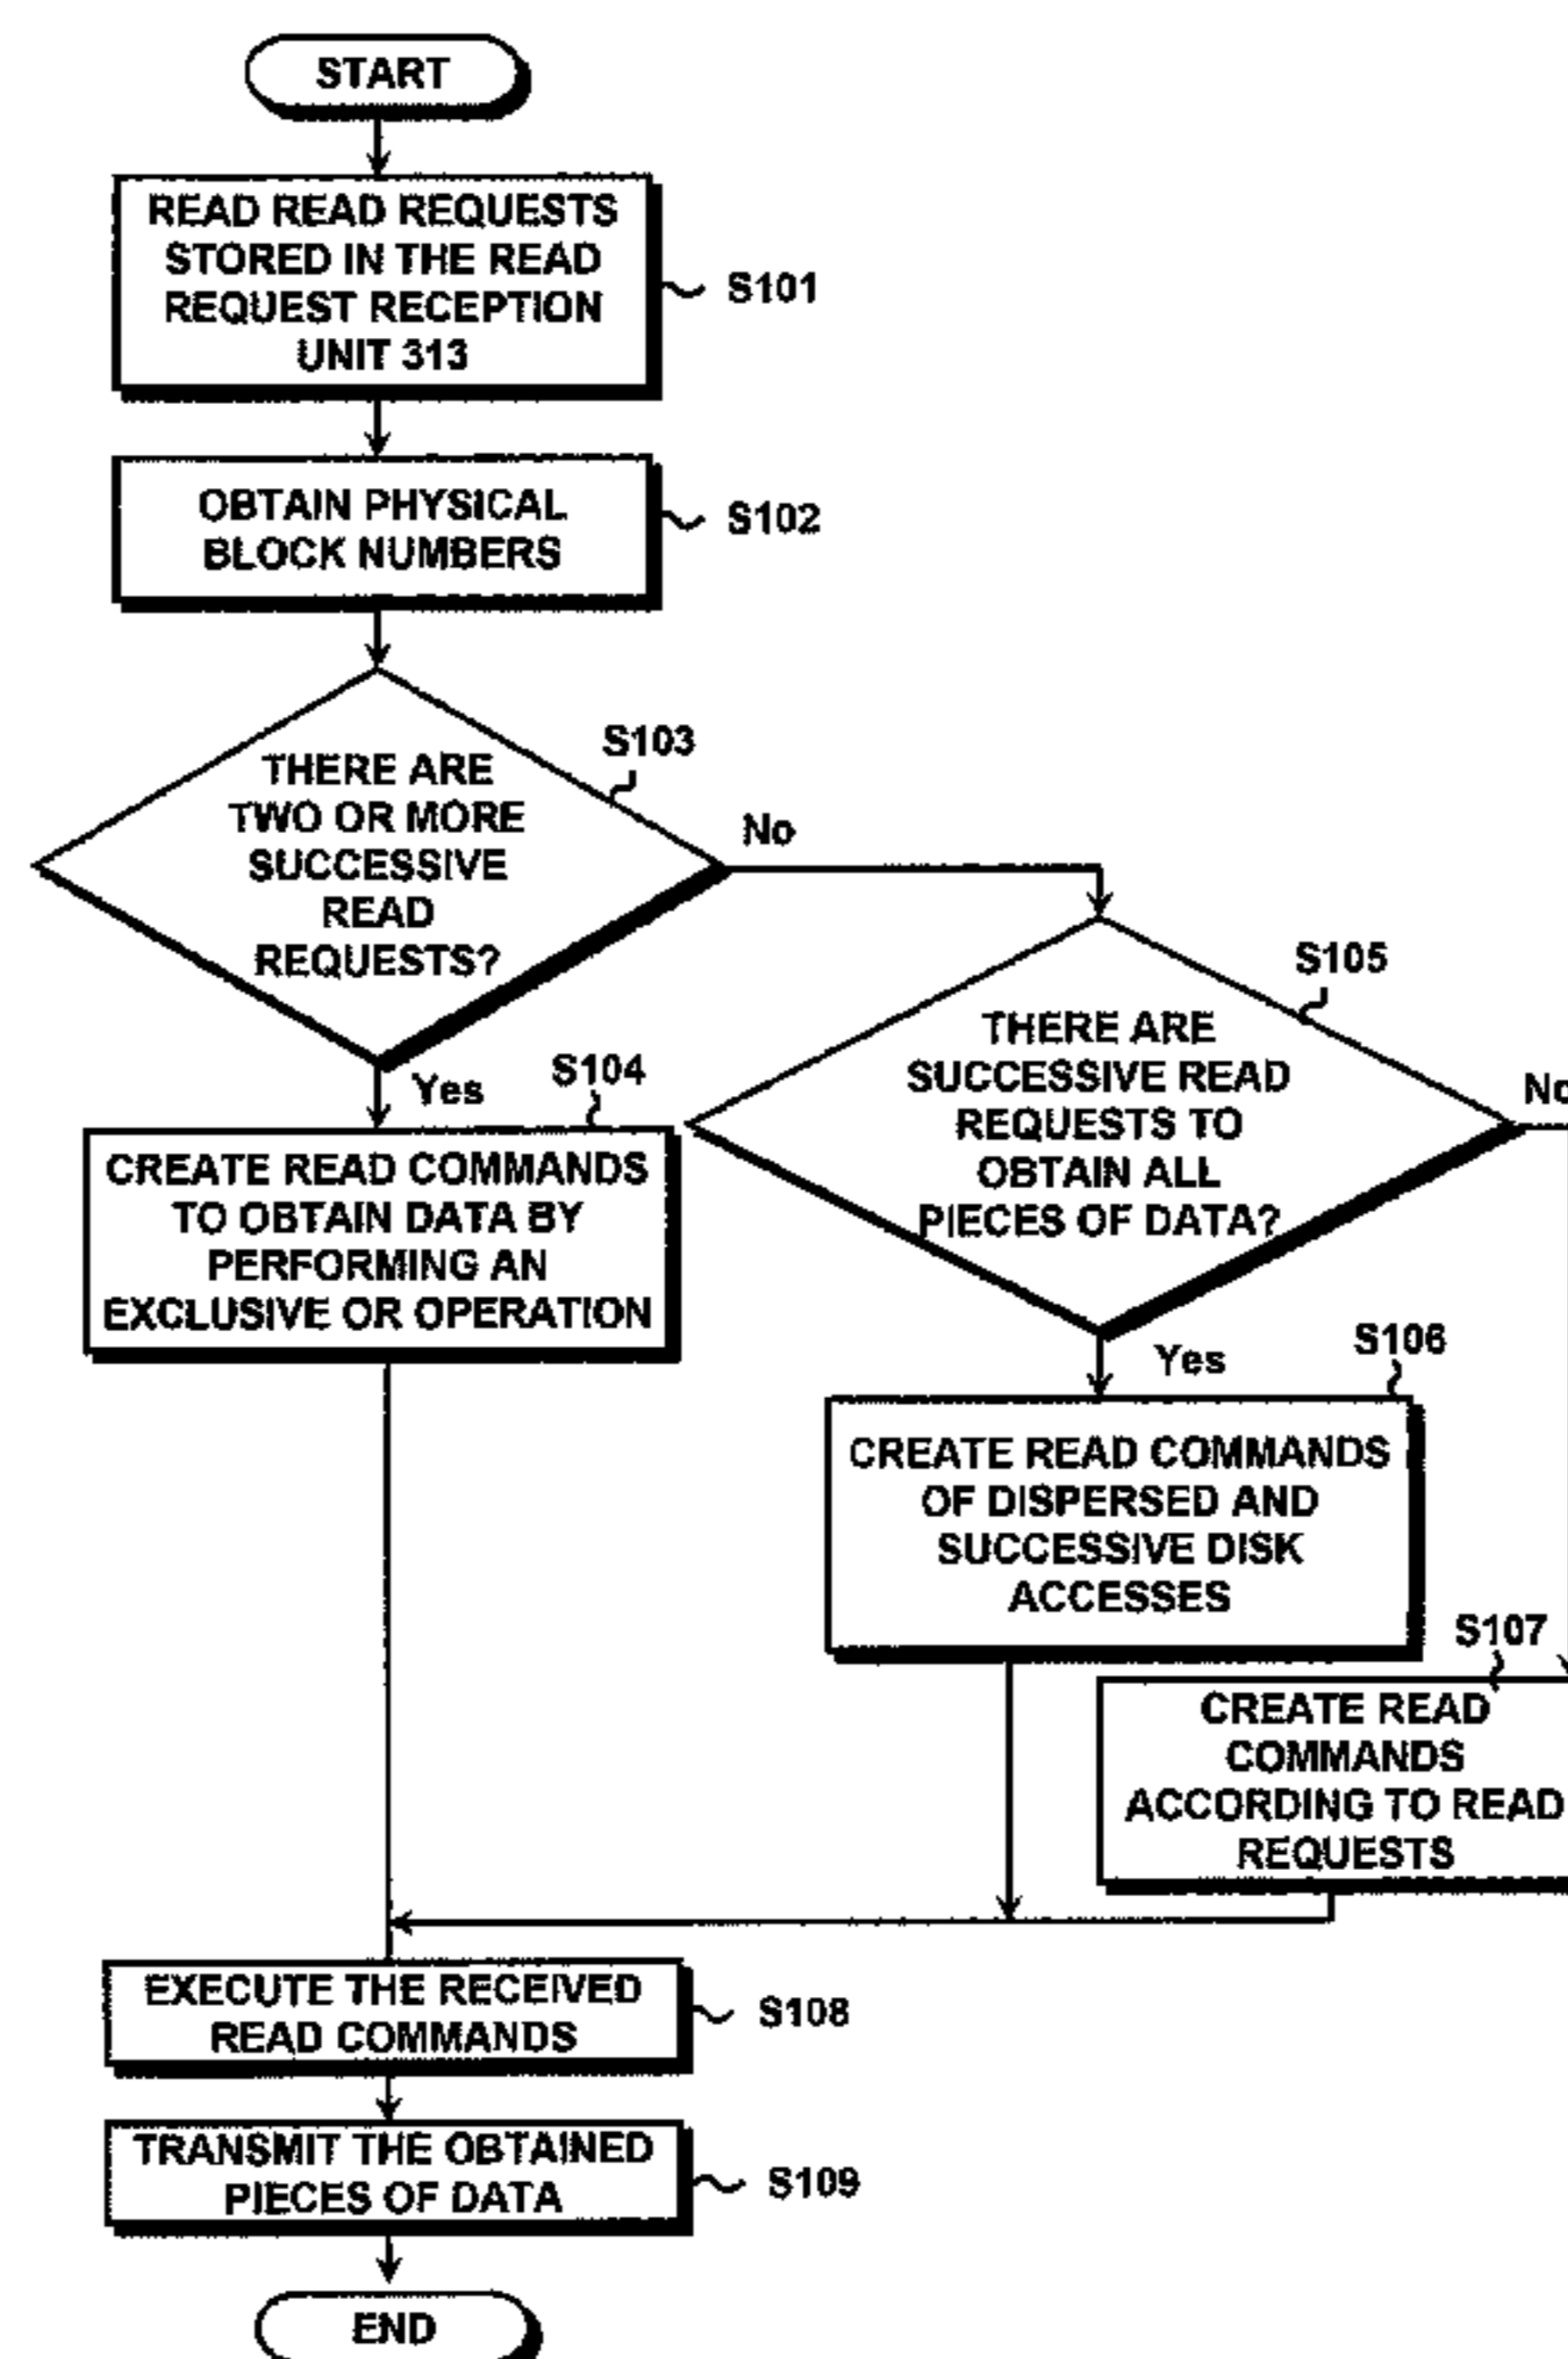 START
READ READ REQUESTS
STORED IN THE READ
REQUEST RECEPTION
UNIT 313
S101
OBTAIN PHYSICAL
BLOCK NUMBERS
S102
THERE ARE
TWO OR MORE
SUCCESSIVE
READ
REQUESTS?
S103
No
Yes
S104
CREATE READ COMMANDS
TO OBTAIN DATA BY
PERFORMING AN
EXCLUSIVE OR OPERATION
S105
THERE ARE
SUCCESSIVE READ
REQUESTS TO
OBTAIN ALL
PIECES OF DATA?
No
Yes
S106
CREATE READ COMMANDS
OF DISPERSED AND
SUCCESSIVE DISK
ACCESSES
S107
CREATE READ
COMMANDS
ACCORDING TO READ
REQUESTS
EXECUTE THE RECEIVED
READ COMMANDS
S108
TRANSMIT THE OBTAINED
PIECES OF DATA
S109
END